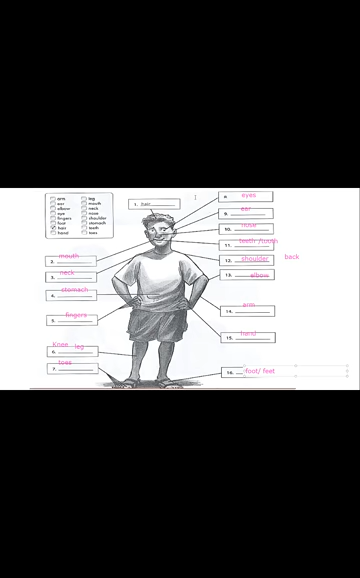 arm
ear
elbow
eye
fingers
foot
hair
hand
leg
mouth
neck
nose
shoulder
stomach
teeth
toes
1. hair
eyes
9. ear
10. nose
11. teeth /tooth
12. shoulder
back
13. elbow
2. mouth
3. neck
4. stomach
5. fingers
14. arm
15. hand
Knee
6. leg
7. toes
16. foot/ feet